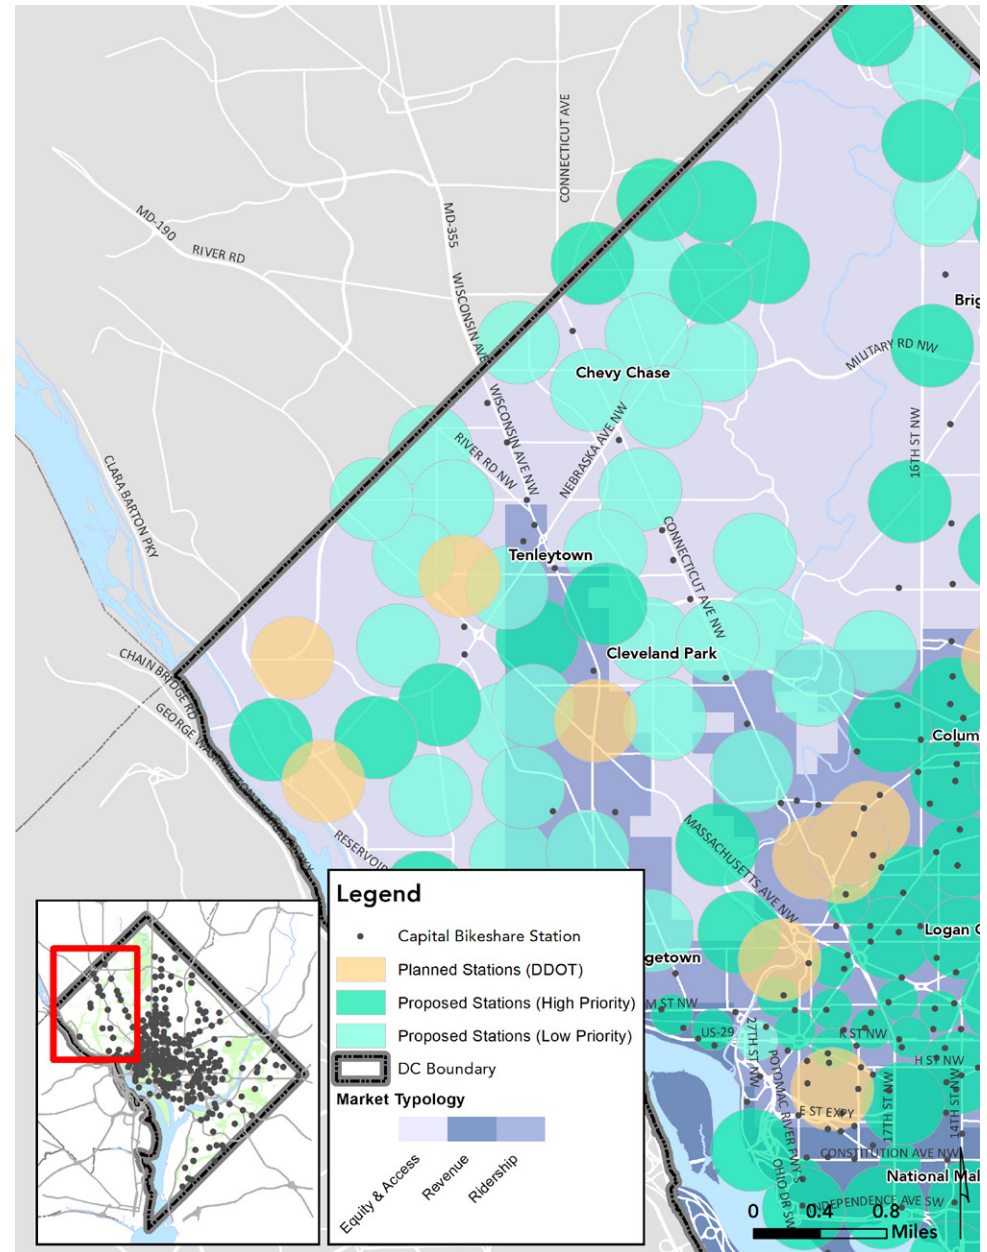 CONNECTICUT AVE
MD-190
RIVER RD
MD-355
WISCONSIN AVE
Brig
MILITARY RD NW
Chevy Chase
WISCONSIN AVE NW
NEBRASKA AVE NW
RIVER RD NW
16TH ST NW
CLARA BARTON PKY
CONNECTICUT AVE NW
Tenleytown
Cleveland Park
CHAIN BRIDGE RD
GEORGE WASHINGTON
PKY
Colum
RESERVOIR
MASSACHUSETTS AVE NW
Logan C
getown
M ST NW
US-29
27TH ST NW
K ST NW
H ST NW
POTOMAC RIVER PWY S
E ST EXPY
17TH ST NW
14TH ST NW
CONSTITUTION AVE NW
OHIO DR SW
National Mal
INDEPENDENCE AVE SW
0 0.4 0.8
Miles
Legend
Capital Bikeshare Station
Planned Stations (DDOT)
Proposed Stations (High Priority)
Proposed Stations (Low Priority)
DC Boundary
Market Typology
Equity & Access
Revenue
Ridership